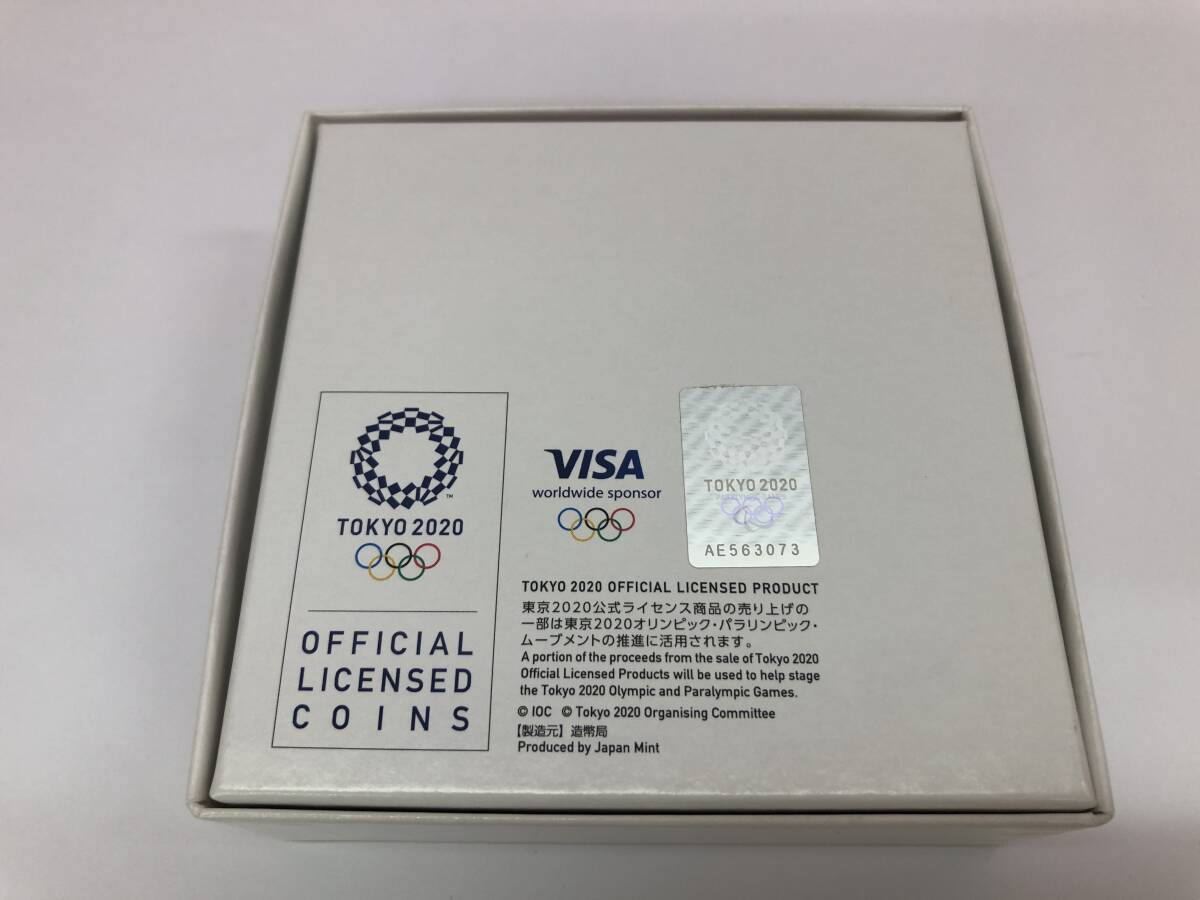 TOKYO 2020
OFFICIAL
LICENSED
COINS
VISA
worldwide sponsor
TOKYO 2020
PARALYMPIC GAMES
AE563073
TOKYO 2020 OFFICIAL LICENSED PRODUCT
東京2020公式ライセンス商品の売り上げの
一部は東京2020オリンピック・パラリンピック・
ムーブメントの推進に活用されます。
A portion of the proceeds from the sale of Tokyo 2020
Official Licensed Products will be used to help stage
the Tokyo 2020 Olympic and Paralympic Games.
© IOC © Tokyo 2020 Organising Committee
【製造元】造幣局
Produced by Japan Mint